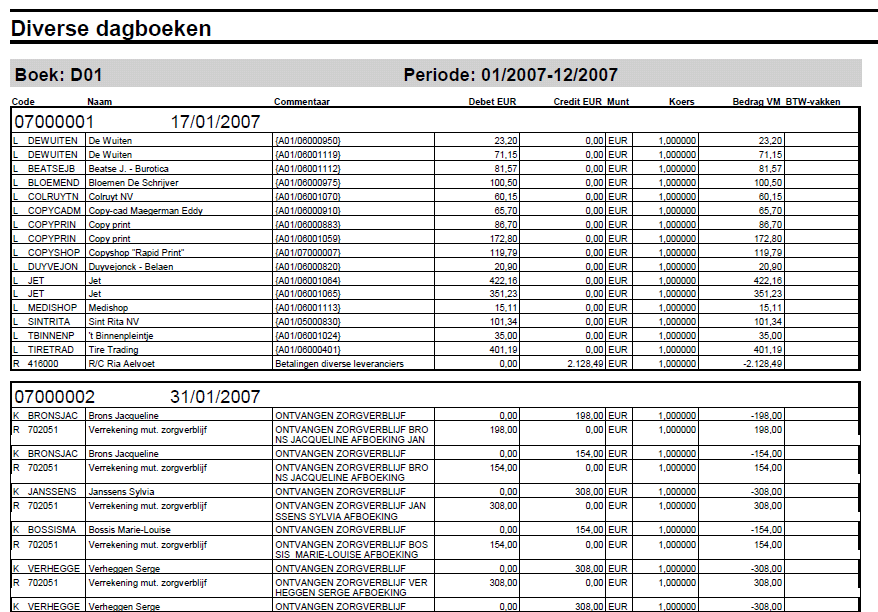 Diverse dagboeken
Boek: D01 Periode: 01/2007-12/2007
Code Naam Commentaar Debet EUR Credit EUR Munt Koers Bedrag VM BTW-vakken
07000001 17/01/2007
L DEWUITEN De Wuiten {A01/06000950} 23,20 0,00 EUR 1,000000 23,20
L DEWUITEN De Wuiten {A01/06001119} 71,15 0,00 EUR 1,000000 71,15
L BEATSEJB Beatse J. - Burotica {A01/06001112} 81,57 0,00 EUR 1,000000 81,57
L BLOEMEND Bloemen De Schrijver {A01/06000975} 100,50 0,00 EUR 1,000000 100,50
L COLRUYTN Colruyt NV {A01/06001070} 60,15 0,00 EUR 1,000000 60,15
L COPYCADM Copy-cad Maegerman Eddy {A01/06000910} 65,70 0,00 EUR 1,000000 65,70
L COPYPRIN Copy print {A01/06000883} 86,70 0,00 EUR 1,000000 86,70
L COPYPRIN Copy print {A01/06001059} 172,80 0,00 EUR 1,000000 172,80
L COPYSHOP Copyshop "Rapid Print" {A01/07000007} 119,79 0,00 EUR 1,000000 119,79
L DUYVEJON Duyvejonck - Belaen {A01/06000820} 20,90 0,00 EUR 1,000000 20,90
L JET Jet {A01/06001064} 422,16 0,00 EUR 1,000000 422,16
L JET Jet {A01/06001065} 351,23 0,00 EUR 1,000000 351,23
L MEDISHOP Medishop {A01/06001113} 15,11 0,00 EUR 1,000000 15,11
L SINTRITA Sint Rita NV {A01/05000830} 101,34 0,00 EUR 1,000000 101,34
L TBINNENP 't Binnenpleintje {A01/06001024} 35,00 0,00 EUR 1,000000 35,00
L TIRETRAD Tire Trading {A01/06000401} 401,19 0,00 EUR 1,000000 401,19
R 416000 R/C Ria Aelvoet Betalingen diverse leveranciers 0,00 2.128,49 EUR 1,000000 -2.128,49
07000002 31/01/2007
K BRONSJAC Brons Jacqueline ONTVANGEN ZORGVERBLIJF 0,00 198,00 EUR 1,000000 -198,00
R 702051 Verrekening mut. zorgverblijf ONTVANGEN ZORGVERBLIJF BRO 198,00 0,00 EUR 1,000000 198,00
NS JACQUELINE AFBOEKING JAN
K BRONSJAC Brons Jacqueline ONTVANGEN ZORGVERBLIJF 0,00 154,00 EUR 1,000000 -154,00
R 702051 Verrekening mut. zorgverblijf ONTVANGEN ZORGVERBLIJF BRO 154,00 0,00 EUR 1,000000 154,00
NS JACQUELINE AFBOEKING
K JANSSENS Janssens Sylvia ONTVANGEN ZORGVERBLIJF 0,00 308,00 EUR 1,000000 -308,00
R 702051 Verrekening mut. zorgverblijf ONTVANGEN ZORGVERBLIJF JAN 308,00 0,00 EUR 1,000000 308,00
SSENS SYLVIA AFBOEKING
K BOSSISMA Bossis Marie-Louise ONTVANGEN ZORGVERBLIJF 0,00 154,00 EUR 1,000000 -154,00
R 702051 Verrekening mut. zorgverblijf ONTVANGEN ZORGVERBLIJF BOS 154,00 0,00 EUR 1,000000 154,00
SIS MARIE-LOUISE AFBOEKING
K VERHEGGE Verheggen Serge ONTVANGEN ZORGVERBLIJF 0,00 308,00 EUR 1,000000 -308,00
R 702051 Verrekening mut. zorgverblijf ONTVANGEN ZORGVERBLIJF VER 308,00 0,00 EUR 1,000000 308,00
HEGGEN SERGE AFBOEKING
K VERHEGGE Verheggen Serge ONTVANGEN ZORGVERBLIJF 0,00 308,00 EUR 1,000000 -308,00